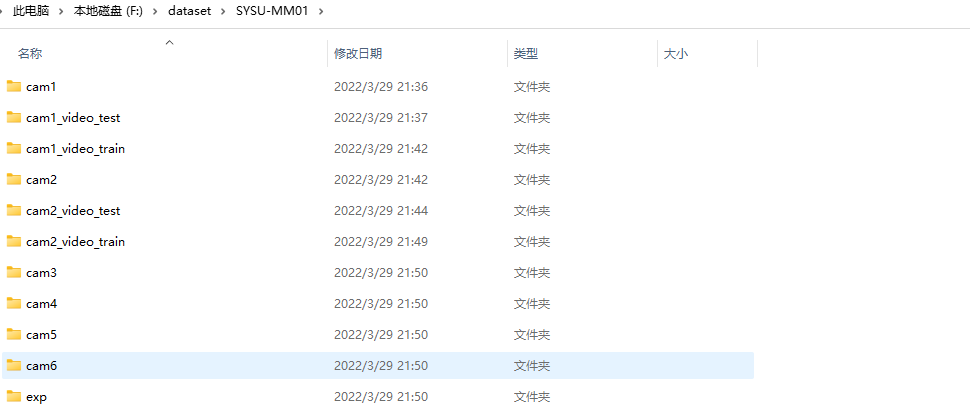 此电脑 > 本地磁盘 (F:) > dataset > SYSU-MM01 >
名称 修改日期 类型 大小
cam1 2022/3/29 21:36 文件夹
cam1_video_test 2022/3/29 21:37 文件夹
cam1_video_train 2022/3/29 21:42 文件夹
cam2 2022/3/29 21:42 文件夹
cam2_video_test 2022/3/29 21:44 文件夹
cam2_video_train 2022/3/29 21:49 文件夹
cam3 2022/3/29 21:50 文件夹
cam4 2022/3/29 21:50 文件夹
cam5 2022/3/29 21:50 文件夹
cam6 2022/3/29 21:50 文件夹
exp 2022/3/29 21:50 文件夹